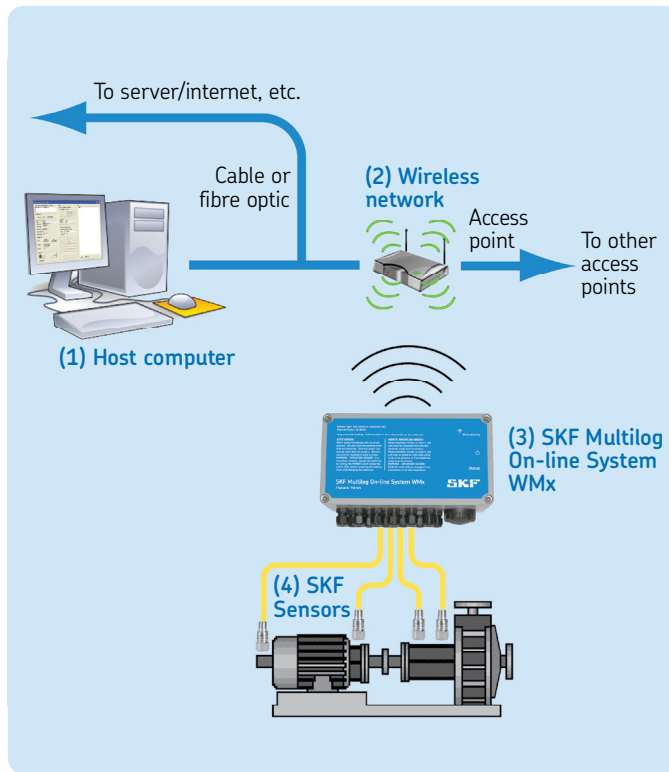 To server/internet, etc.
Cable or
fibre optic
(2) Wireless
network
Access
point
To other
access
points
(1) Host computer
(3) SKF Multilog
On-line System
WMx
Status
SKF Multilog On-line System WMx
SKF
(4) SKF
Sensors